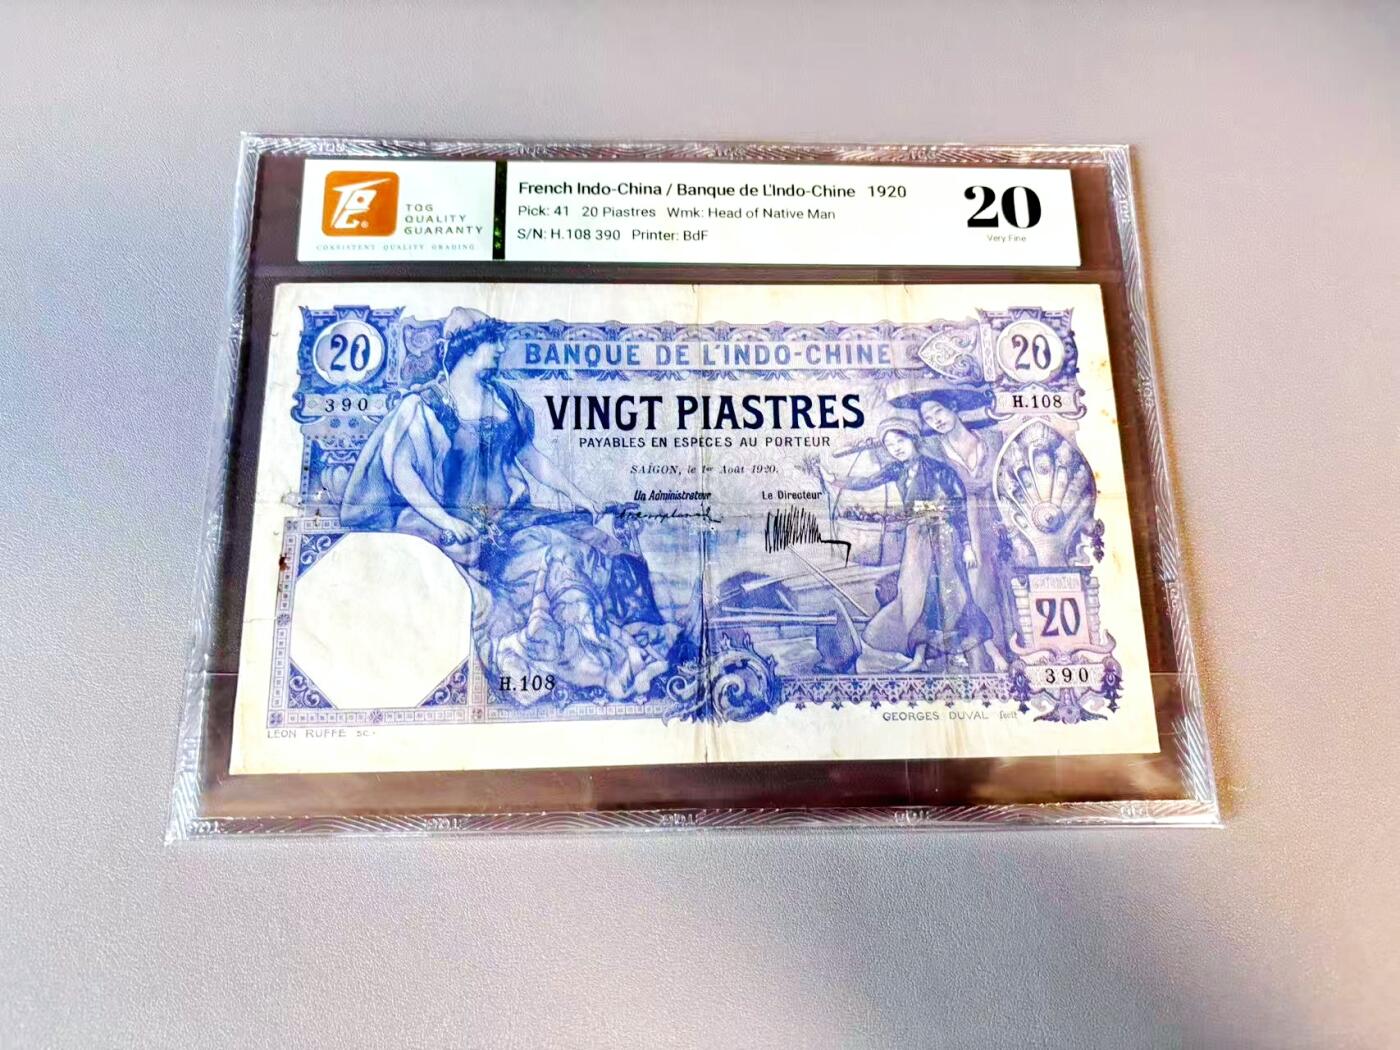 TQG
QUALITY
GUARANTY
CONSISTENT QUALITY GRADING
French Indo-China / Banque de L'Indo-Chine 1920
Pick: 41 20 Piastres Wmk: Head of Native Man
S/N: H.108 390 Printer: BdF
20
Very Fine
20
BANQUE DE L'INDO-CHINE
20
390
H.108
VINGT PIASTRES
PAYABLES EN ESPÈCES AU PORTEUR
SAÏGON, le 1er Août 1920.
Un Administrateur
Le Directeur
20
390
H.108
GEORGES DUVAL fecit
LEON RUFFE SC.